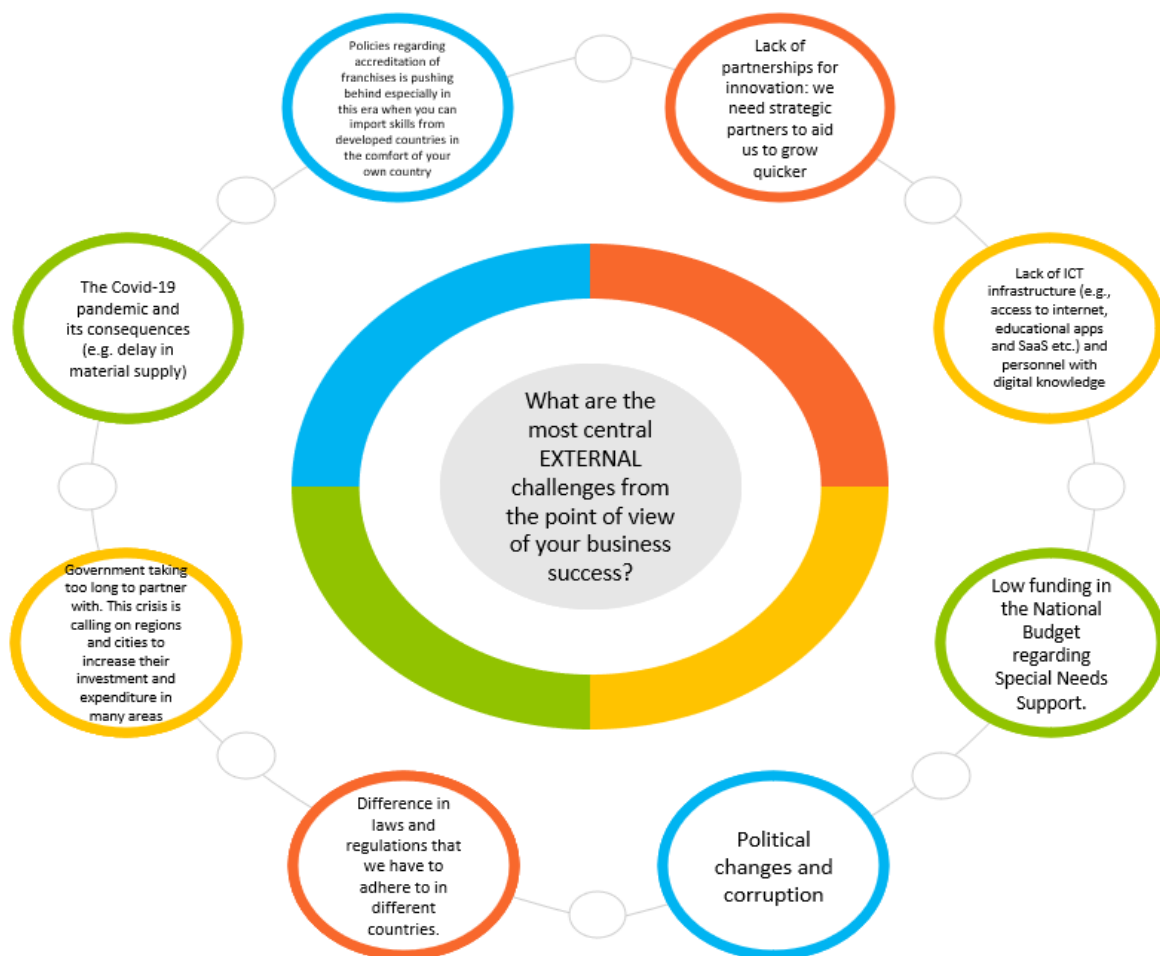 Policies regarding
accreditation of
franchises is pushing
behind especially in
this era when you can
import skills from
developed countries in
the comfort of your
own country
Lack of
partnerships for
innovation: we
need strategic
partners to aid
us to grow
quicker
The Covid-19
pandemic and
its consequences
(e.g. delay in
material supply)
Lack of ICT
infrastructure (e.g.,
access to internet,
educational apps
and SaaS etc.) and
personnel with
digital knowledge
What are the
most central
EXTERNAL
challenges from
the point of view
of your business
success?
Government taking
too long to partner
with. This crisis is
calling on regions
and cities to
increase their
investment and
expenditure in
many areas
Low funding in
the National
Budget
regarding
Special Needs
Support.
Difference in
laws and
regulations that
we have to
adhere to in
different
countries.
Political
changes and
corruption